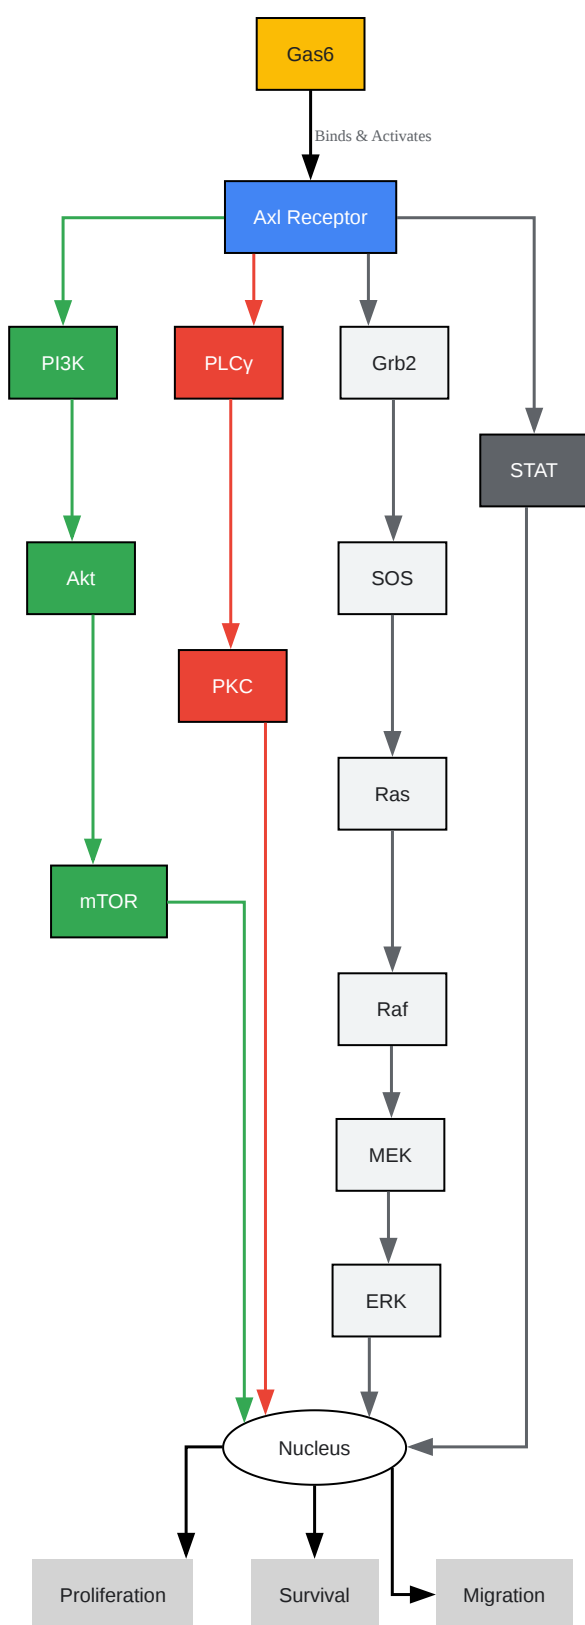 Gas6
Binds & Activates
Axl Receptor
PI3K
PLCγ
Grb2
STAT
Akt
SOS
PKC
Ras
mTOR
Raf
MEK
ERK
Nucleus
Proliferation
Survival
Migration